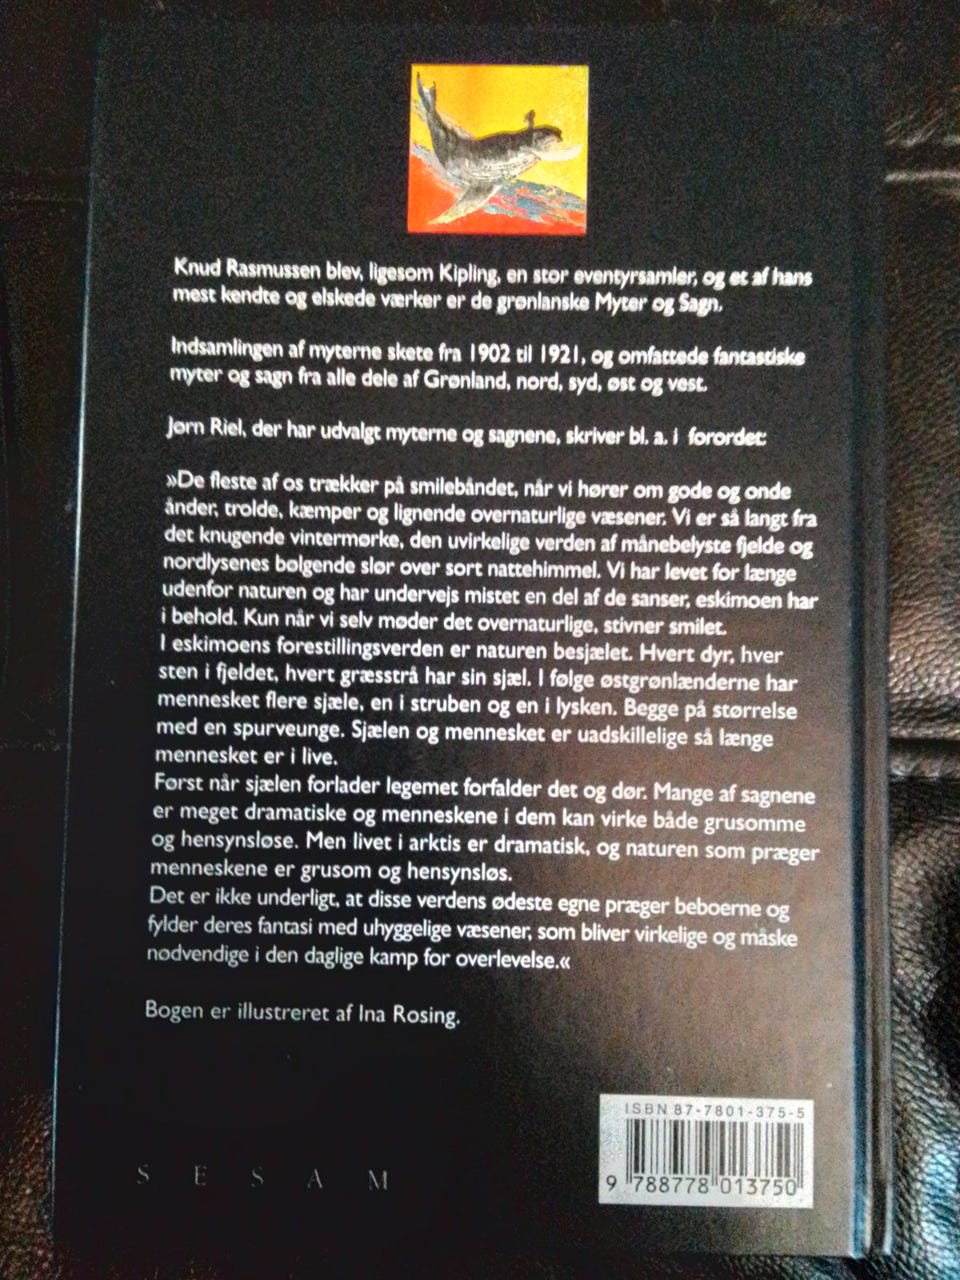 Knud Rasmussen blev, ligesom Kipling, en stor eventyrsamler, og et af hans
mest kendte og elskede værker er de grønlanske Myter og Sagn.
Indsamlingen af myterne skete fra 1902 til 1921, og omfattede fantastiske
myter og sagn fra alle dele af Grønland, nord, syd, øst og vest.
Jørn Riel, der har udvalgt myterne og sagnene, skriver bl. a. i forordet:
»De fleste af os trækker på smilebåndet, når vi hører om gode og onde
ånder, trolde, kæmper og lignende overnaturlige væsener. Vi er så langt fra
det knugende vintermørke, den uvirkelige verden af månebelyste fjelde og
nordlysenes bølgende slør over sort nattehimmel. Vi har levet for længe
udenfor naturen og har undervejs mistet en del af de sanser, eskimoen har
i behold. Kun når vi selv møder det overnaturlige, stivner smilet.
I eskimoens forestillingsverden er naturen besjælet. Hvert dyr, hver
sten i fjeldet, hvert græsstrå har sin sjæl. I følge østgrønlænderne har
mennesket flere sjæle, en i struben og en i lysken. Begge på størrelse
med en spurveunge. Sjælen og mennesket er uadskillelige så længe
mennesket er i live.
Først når sjælen forlader legemet forfalder det og dør. Mange af sagnene
er meget dramatiske og menneskene i dem kan virke både grusomme
og hensynsløse. Men livet i arktis er dramatisk, og naturen som præger
menneskene er grusom og hensynsløs.
Det er ikke underligt, at disse verdens ødeste egne præger beboerne og
fylder deres fantasi med uhyggelige væsener, som bliver virkelige og måske
nødvendige i den daglige kamp for overlevelse.«
Bogen er illustreret af Ina Rosing.
ISBN 87-7801-375-5
9 788778 013750
SESAM